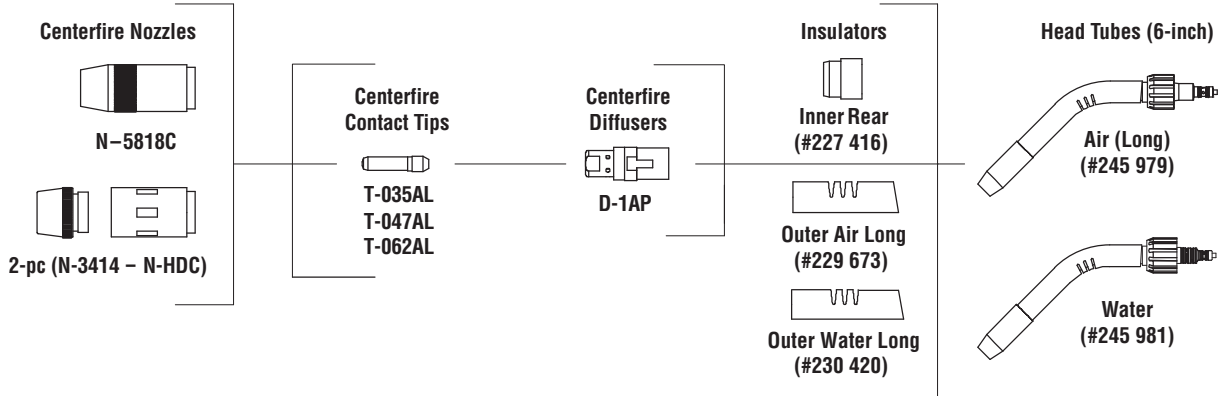 Centerfire Nozzles
N–5818C
2-pc (N-3414 – N-HDC)
Centerfire
Contact Tips
T-035AL
T-047AL
T-062AL
Centerfire
Diffusers
D-1AP
Insulators
Inner Rear
(#227 416)
Outer Air Long
(#229 673)
Outer Water Long
(#230 420)
Head Tubes (6-inch)
Air (Long)
(#245 979)
Water
(#245 981)